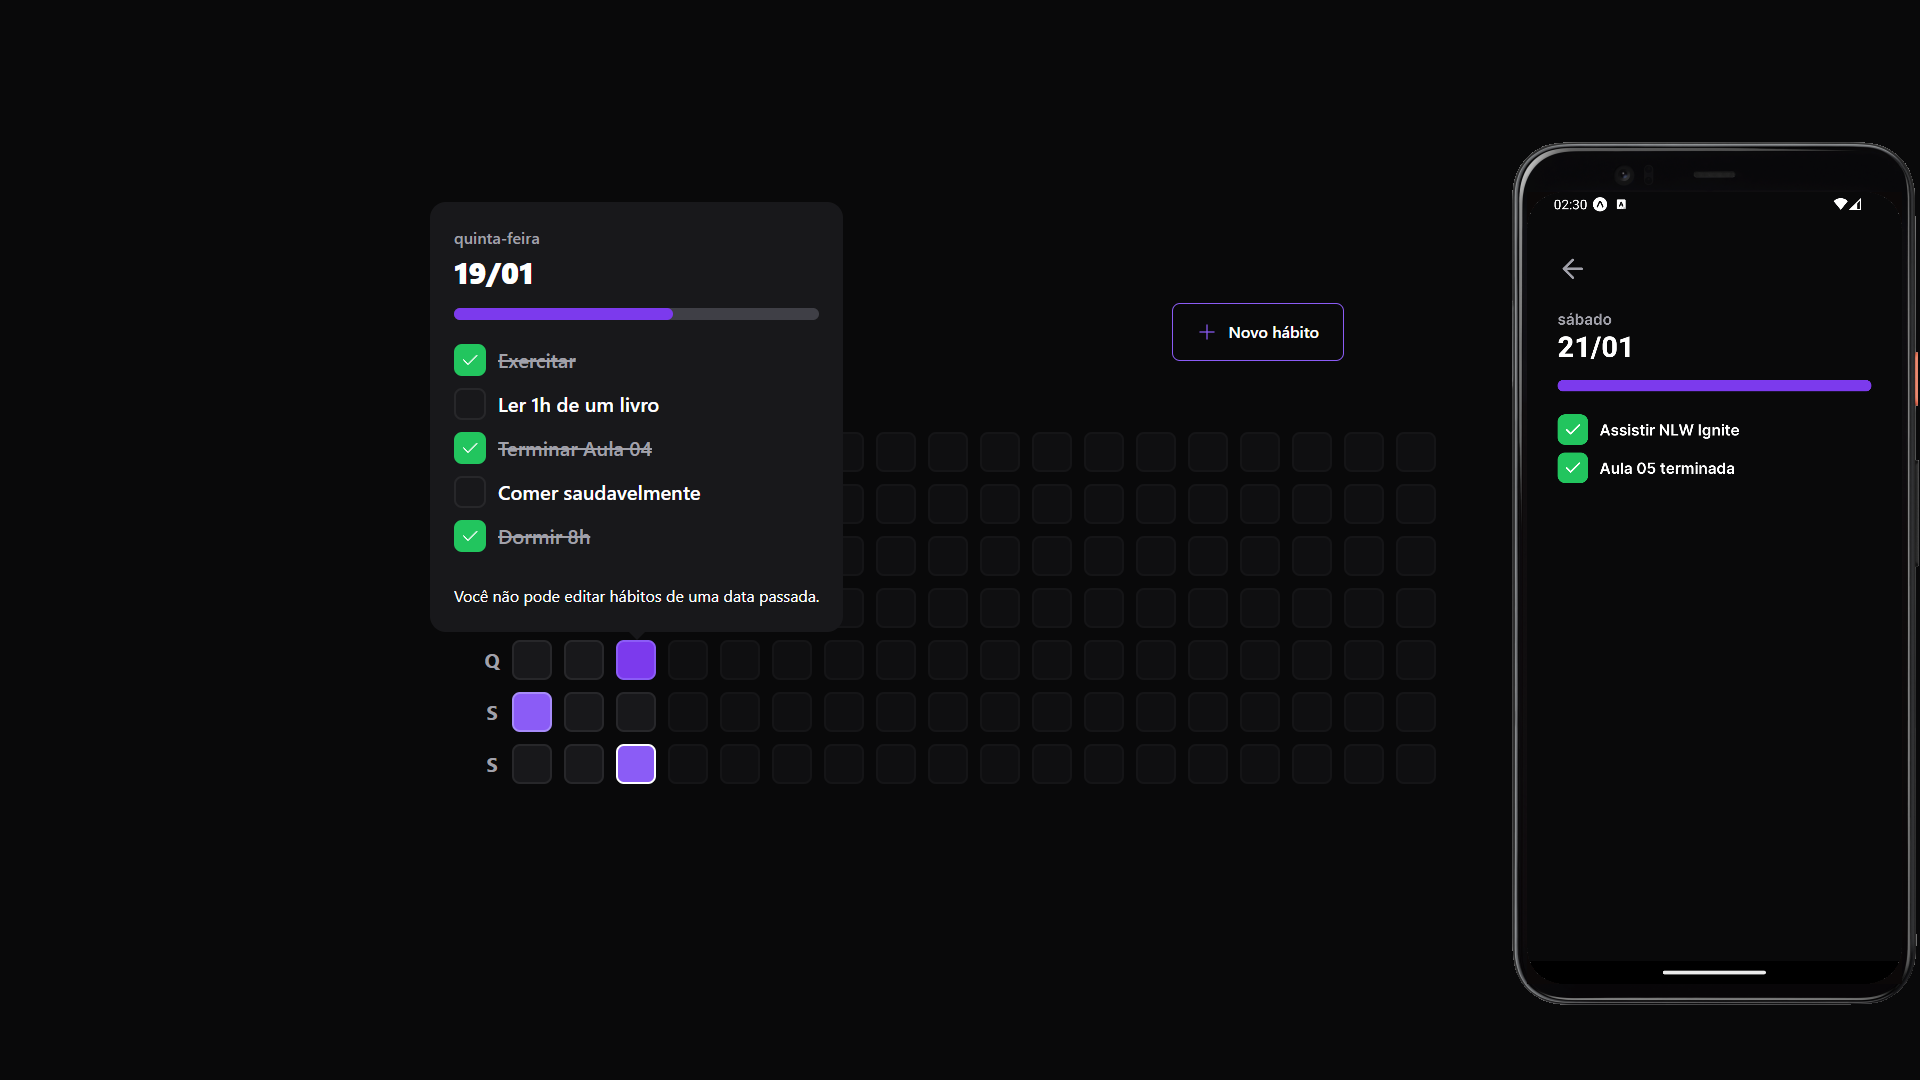 quinta-feira
19/01
Exercitar
Ler 1h de um livro
Terminar Aula 04
Comer saudavelmente
Dormir 8h
Você não pode editar hábitos de uma data passada.
Novo hábito
Q
S
S
02:30
sábado
21/01
Assistir NLW Ignite
Aula 05 terminada